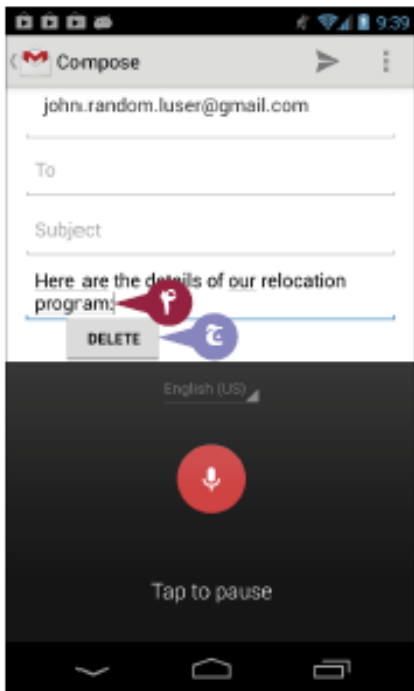 9:39
Compose
john.random.luser@gmail.com
To
Subject
Here are the details of our relocation
program:
۴
DELETE
ج
English (US)
Tap to pause